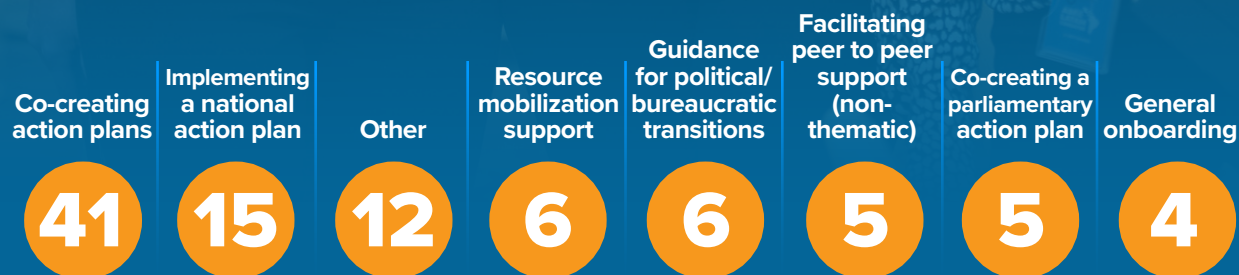 Co-creating
action plans
41
Implementing
a national
action plan
15
Other
12
Resource
mobilization
support
6
Guidance
for political/
bureaucratic
transitions
6
Facilitating
peer to peer
support
(non-
thematic)
5
Co-creating a
parliamentary
action plan
5
General
onboarding
4